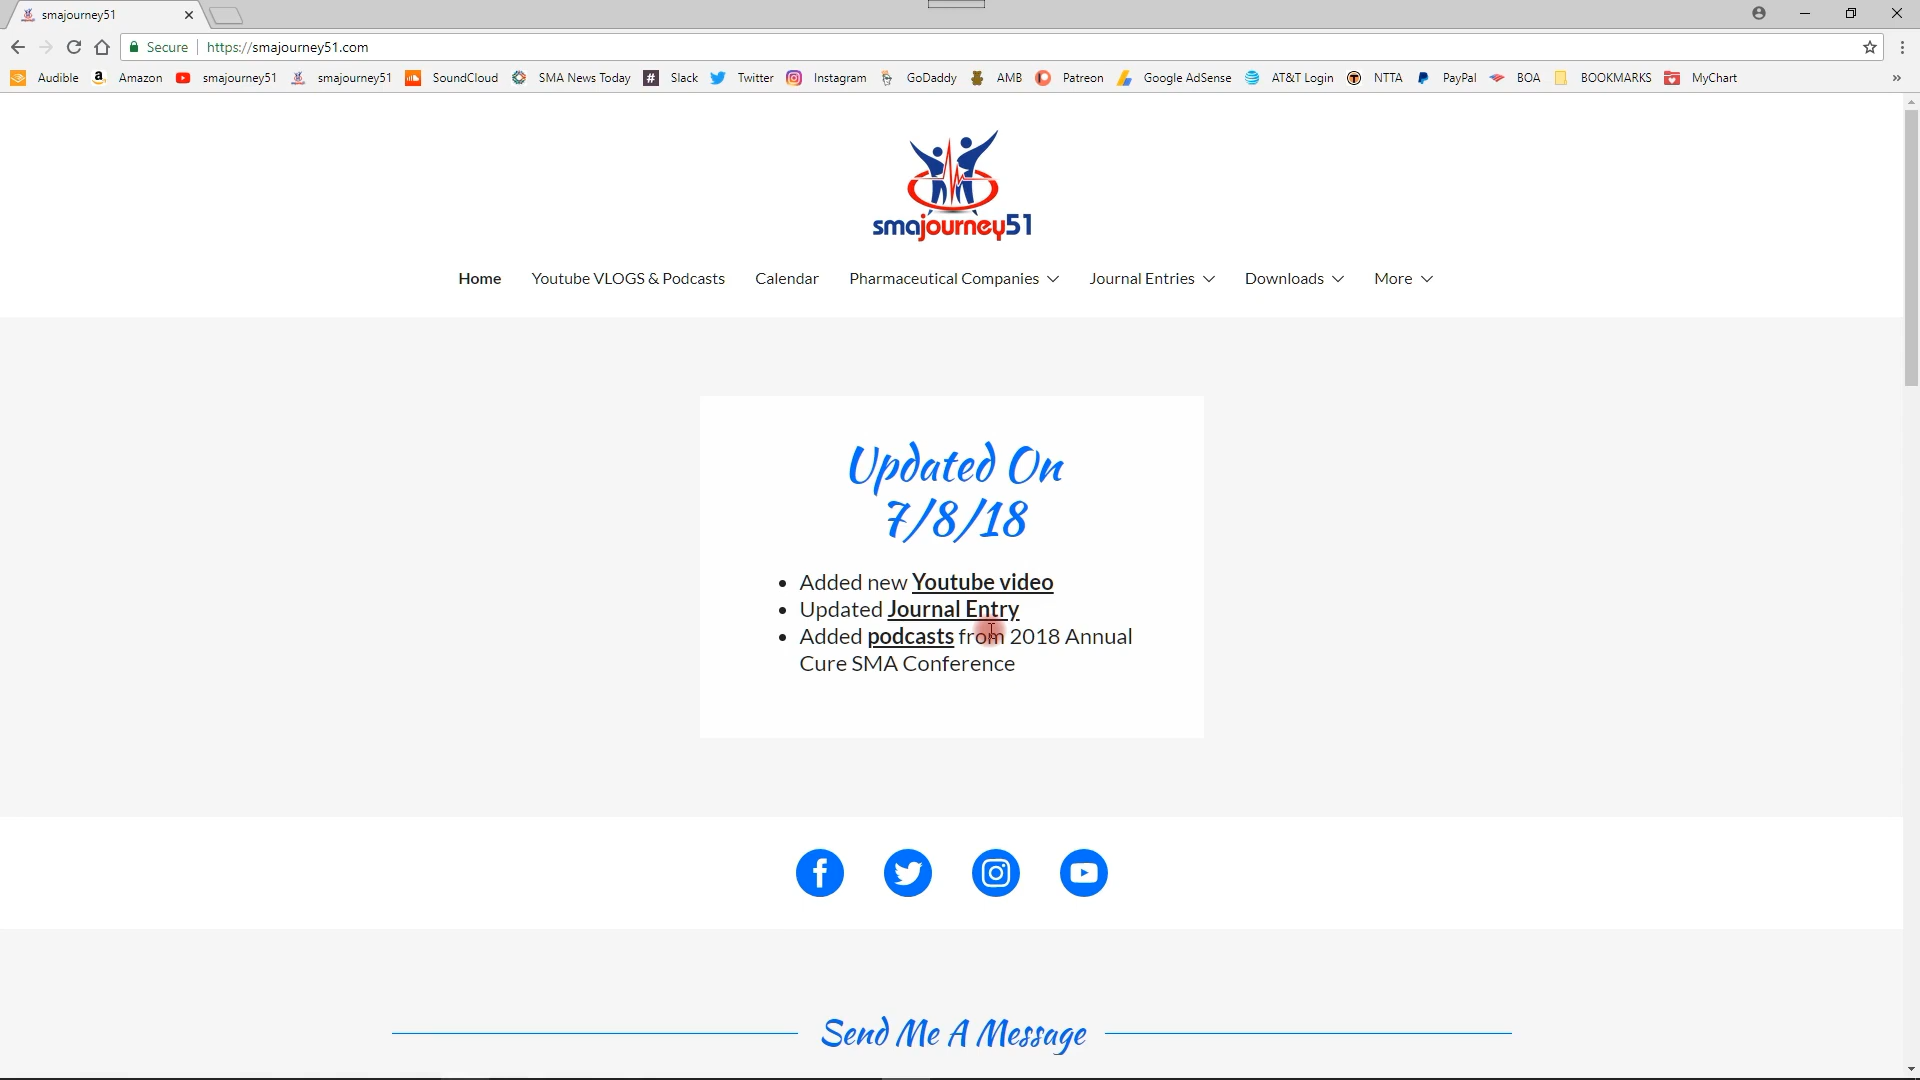 smajourney51
Secure https://smajourney51.com
Audible Amazon smajourney51 smajourney51 SoundCloud SMA News Today Slack Twitter Instagram GoDaddy AMB Patreon Google AdSense AT&T Login NTTA PayPal BOA BOOKMARKS MyChart »
smajourney51
Home Youtube VLOGS & Podcasts Calendar Pharmaceutical Companies Journal Entries Downloads More
Updated On
7/8/18
• Added new Youtube video
• Updated Journal Entry
• Added podcasts from 2018 Annual
Cure SMA Conference
Send Me A Message